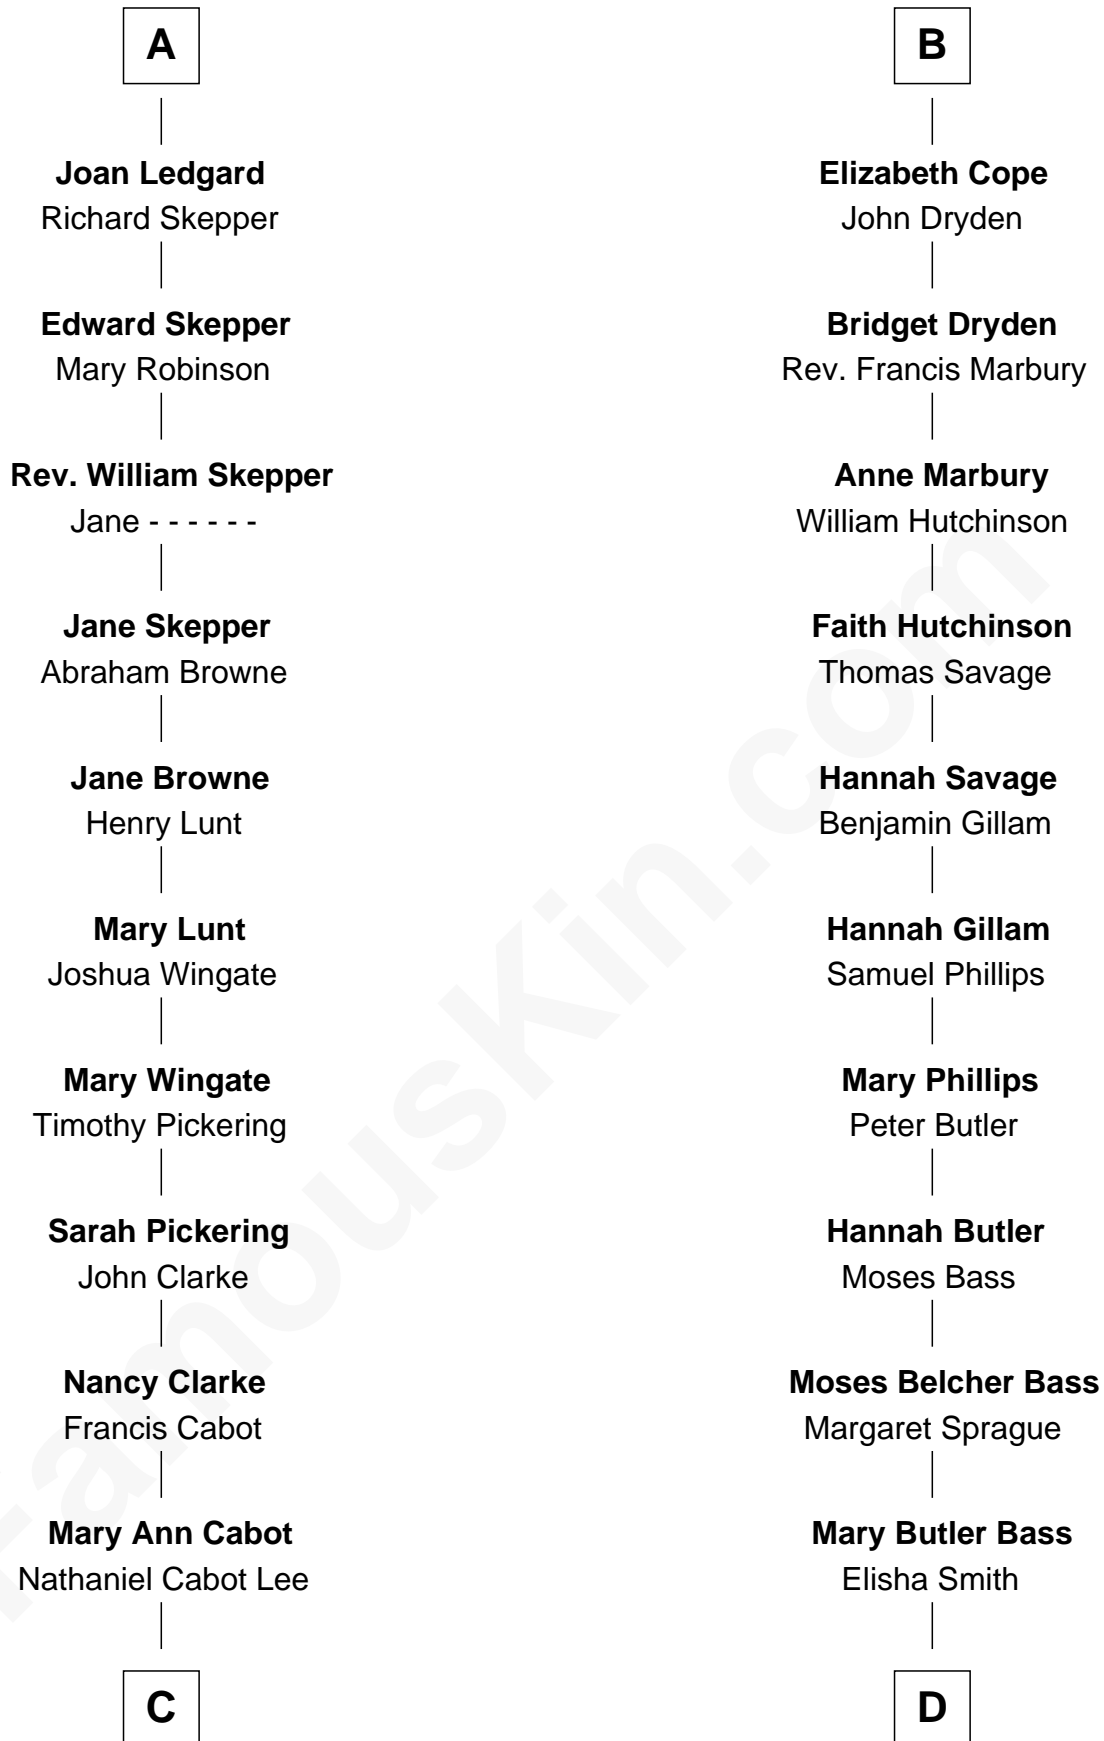 A
Joan Ledgard
Richard Skepper
Edward Skepper
Mary Robinson
Rev. William Skepper
Jane - - - - - -
Jane Skepper
Abraham Browne
Jane Browne
Henry Lunt
Mary Lunt
Joshua Wingate
Mary Wingate
Timothy Pickering
Sarah Pickering
John Clarke
Nancy Clarke
Francis Cabot
Mary Ann Cabot
Nathaniel Cabot Lee
C
B
Elizabeth Cope
John Dryden
Bridget Dryden
Rev. Francis Marbury
Anne Marbury
William Hutchinson
Faith Hutchinson
Thomas Savage
Hannah Savage
Benjamin Gillam
Hannah Gillam
Samuel Phillips
Mary Phillips
Peter Butler
Hannah Butler
Moses Bass
Moses Belcher Bass
Margaret Sprague
Mary Butler Bass
Elisha Smith
D
FamousKin.com